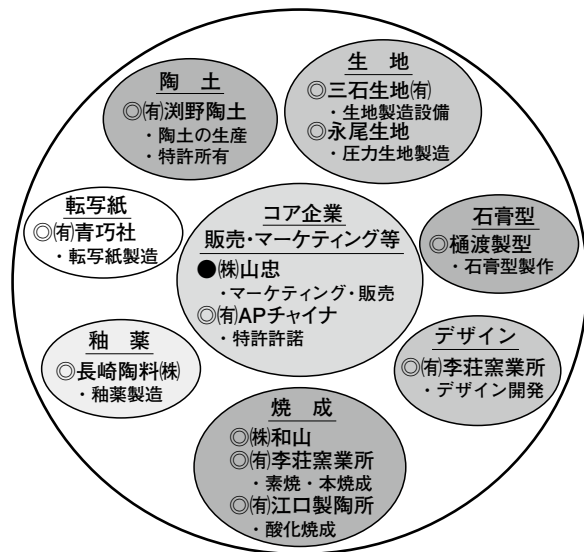 陶　土
◎㈲渕野陶土
・陶土の生産
・特許所有
生　地
◎三石生地㈲
・生地製造設備
◎永尾生地
・圧力生地製造
転写紙
◎㈲青巧社
・転写紙製造
コア企業
販売・マーケティング等
●㈱山忠
・マーケティング・販売
◎㈲APチャイナ
・特許許諾
石膏型
◎樋渡製型
・石膏型製作
釉　薬
◎長崎陶料㈱
・釉薬製造
デザイン
◎㈲李荘窯業所
・デザイン開発
焼　成
◎㈱和山
◎㈲李荘窯業所
・素焼・本焼成
◎㈲江口製陶所
・酸化焼成